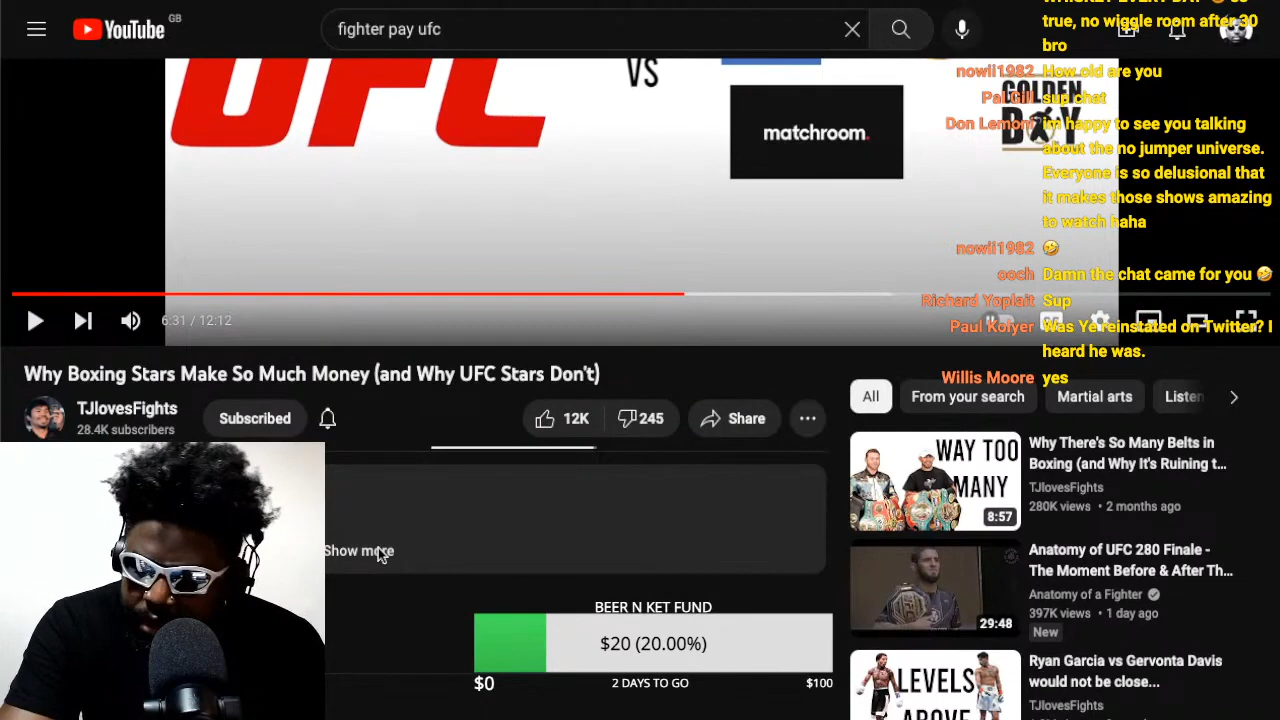 YouTube GB
fighter pay ufc
true, no wiggle room after 30
bro
nowii1982 How old are you
Pal Gill sup chat
Don Lemoni im happy to see you talking
about the no jumper universe.
Everyone is so delusional that
it makes those shows amazing
to watch haha
nowii1982 🤣
ooch Damn the chat came for you 🤣
Richard Yoplait Sup
Paul Kolyer Was Ye reinstated on Twitter? I
heard he was.
Willis Moore yes
UFC
VS
matchroom.
GOLDEN
BOY
6:31 / 12:12
Why Boxing Stars Make So Much Money (and Why UFC Stars Don't)
TJlovesFights
28.4K subscribers
Subscribed
12K
245
Share
All
From your search
Martial arts
Listen
WAY TOO
MANY
8:57
Why There's So Many Belts in
Boxing (and Why It's Ruining t...
TJlovesFights
280K views • 2 months ago
Show more
29:48
Anatomy of UFC 280 Finale -
The Moment Before & After Th...
Anatomy of a Fighter
397K views • 1 day ago
New
LEVELS
ABOVE
Ryan Garcia vs Gervonta Davis
would not be close...
TJlovesFights
BEER N KET FUND
$20 (20.00%)
$0
2 DAYS TO GO
$100